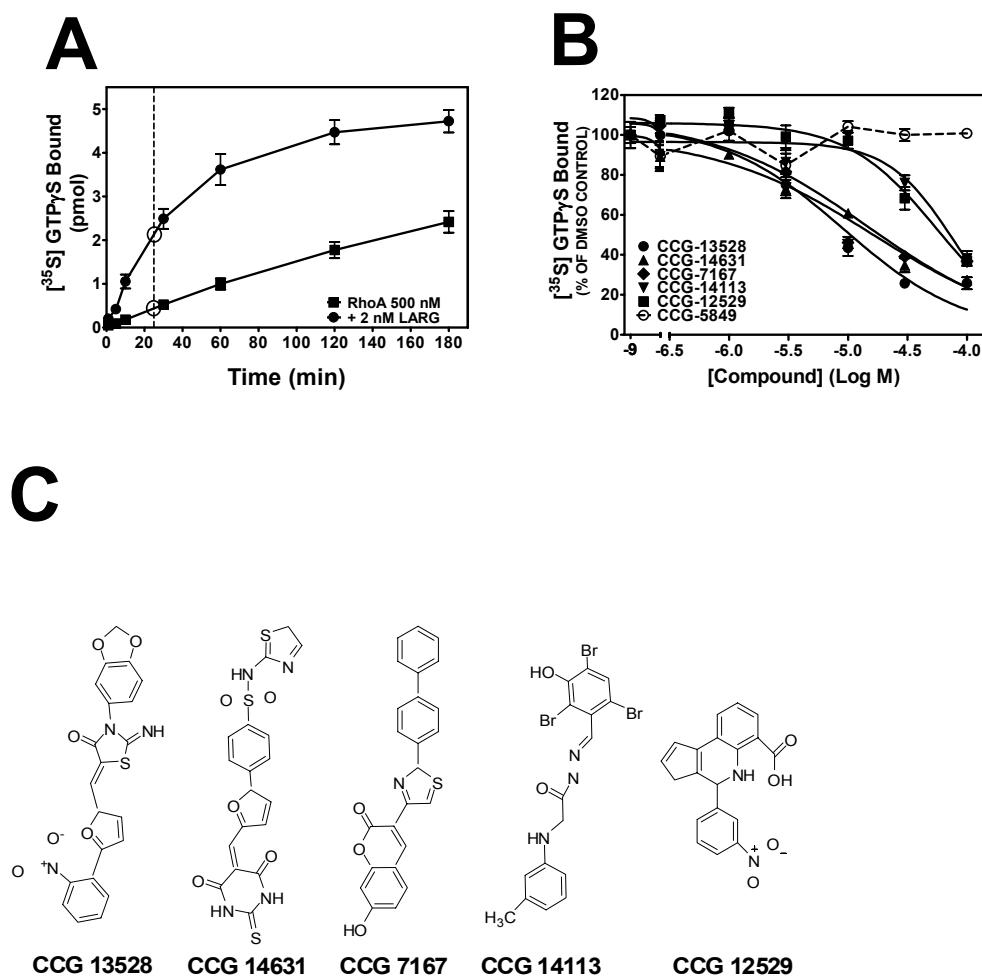 A
[³⁵S] GTPγS Bound
(pmol)
5
4
3
2
1
0
0 20 40 60 80 100 120 140 160 180
Time (min)
RhoA 500 nM
+ 2 nM LARG
B
[³⁵S] GTPγS Bound
(% OF DMSO CONTROL)
120
100
80
60
40
20
0
-9 -6.5 -6.0 -5.5 -5.0 -4.5 -4.0
[Compound] (Log M)
CCG-13528
CCG-14631
CCG-7167
CCG-14113
CCG-12529
CCG-5849
C
O O
N
O NH
S
O
O⁻
O N⁺
CCG 13528
S
HN N
O S O
O
O O
NH HN
S
CCG 14631
N S
O O
HO
CCG 7167
Br
HO
Br Br
N
N
O
HN
H₃C
CCG 14113
O
NH OH
N⁺ O⁻
O
CCG 12529